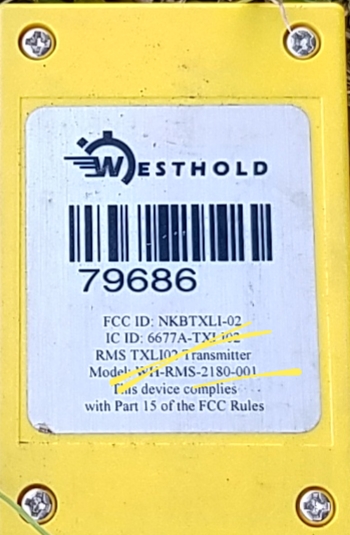 WESTHOLD
79686
FCC ID: NKBTXLI-02
IC ID: 6677A-TXLI02
RMS TXLI02 Transmitter
Model: WH-RMS-2180-001
This device complies
with Part 15 of the FCC Rules